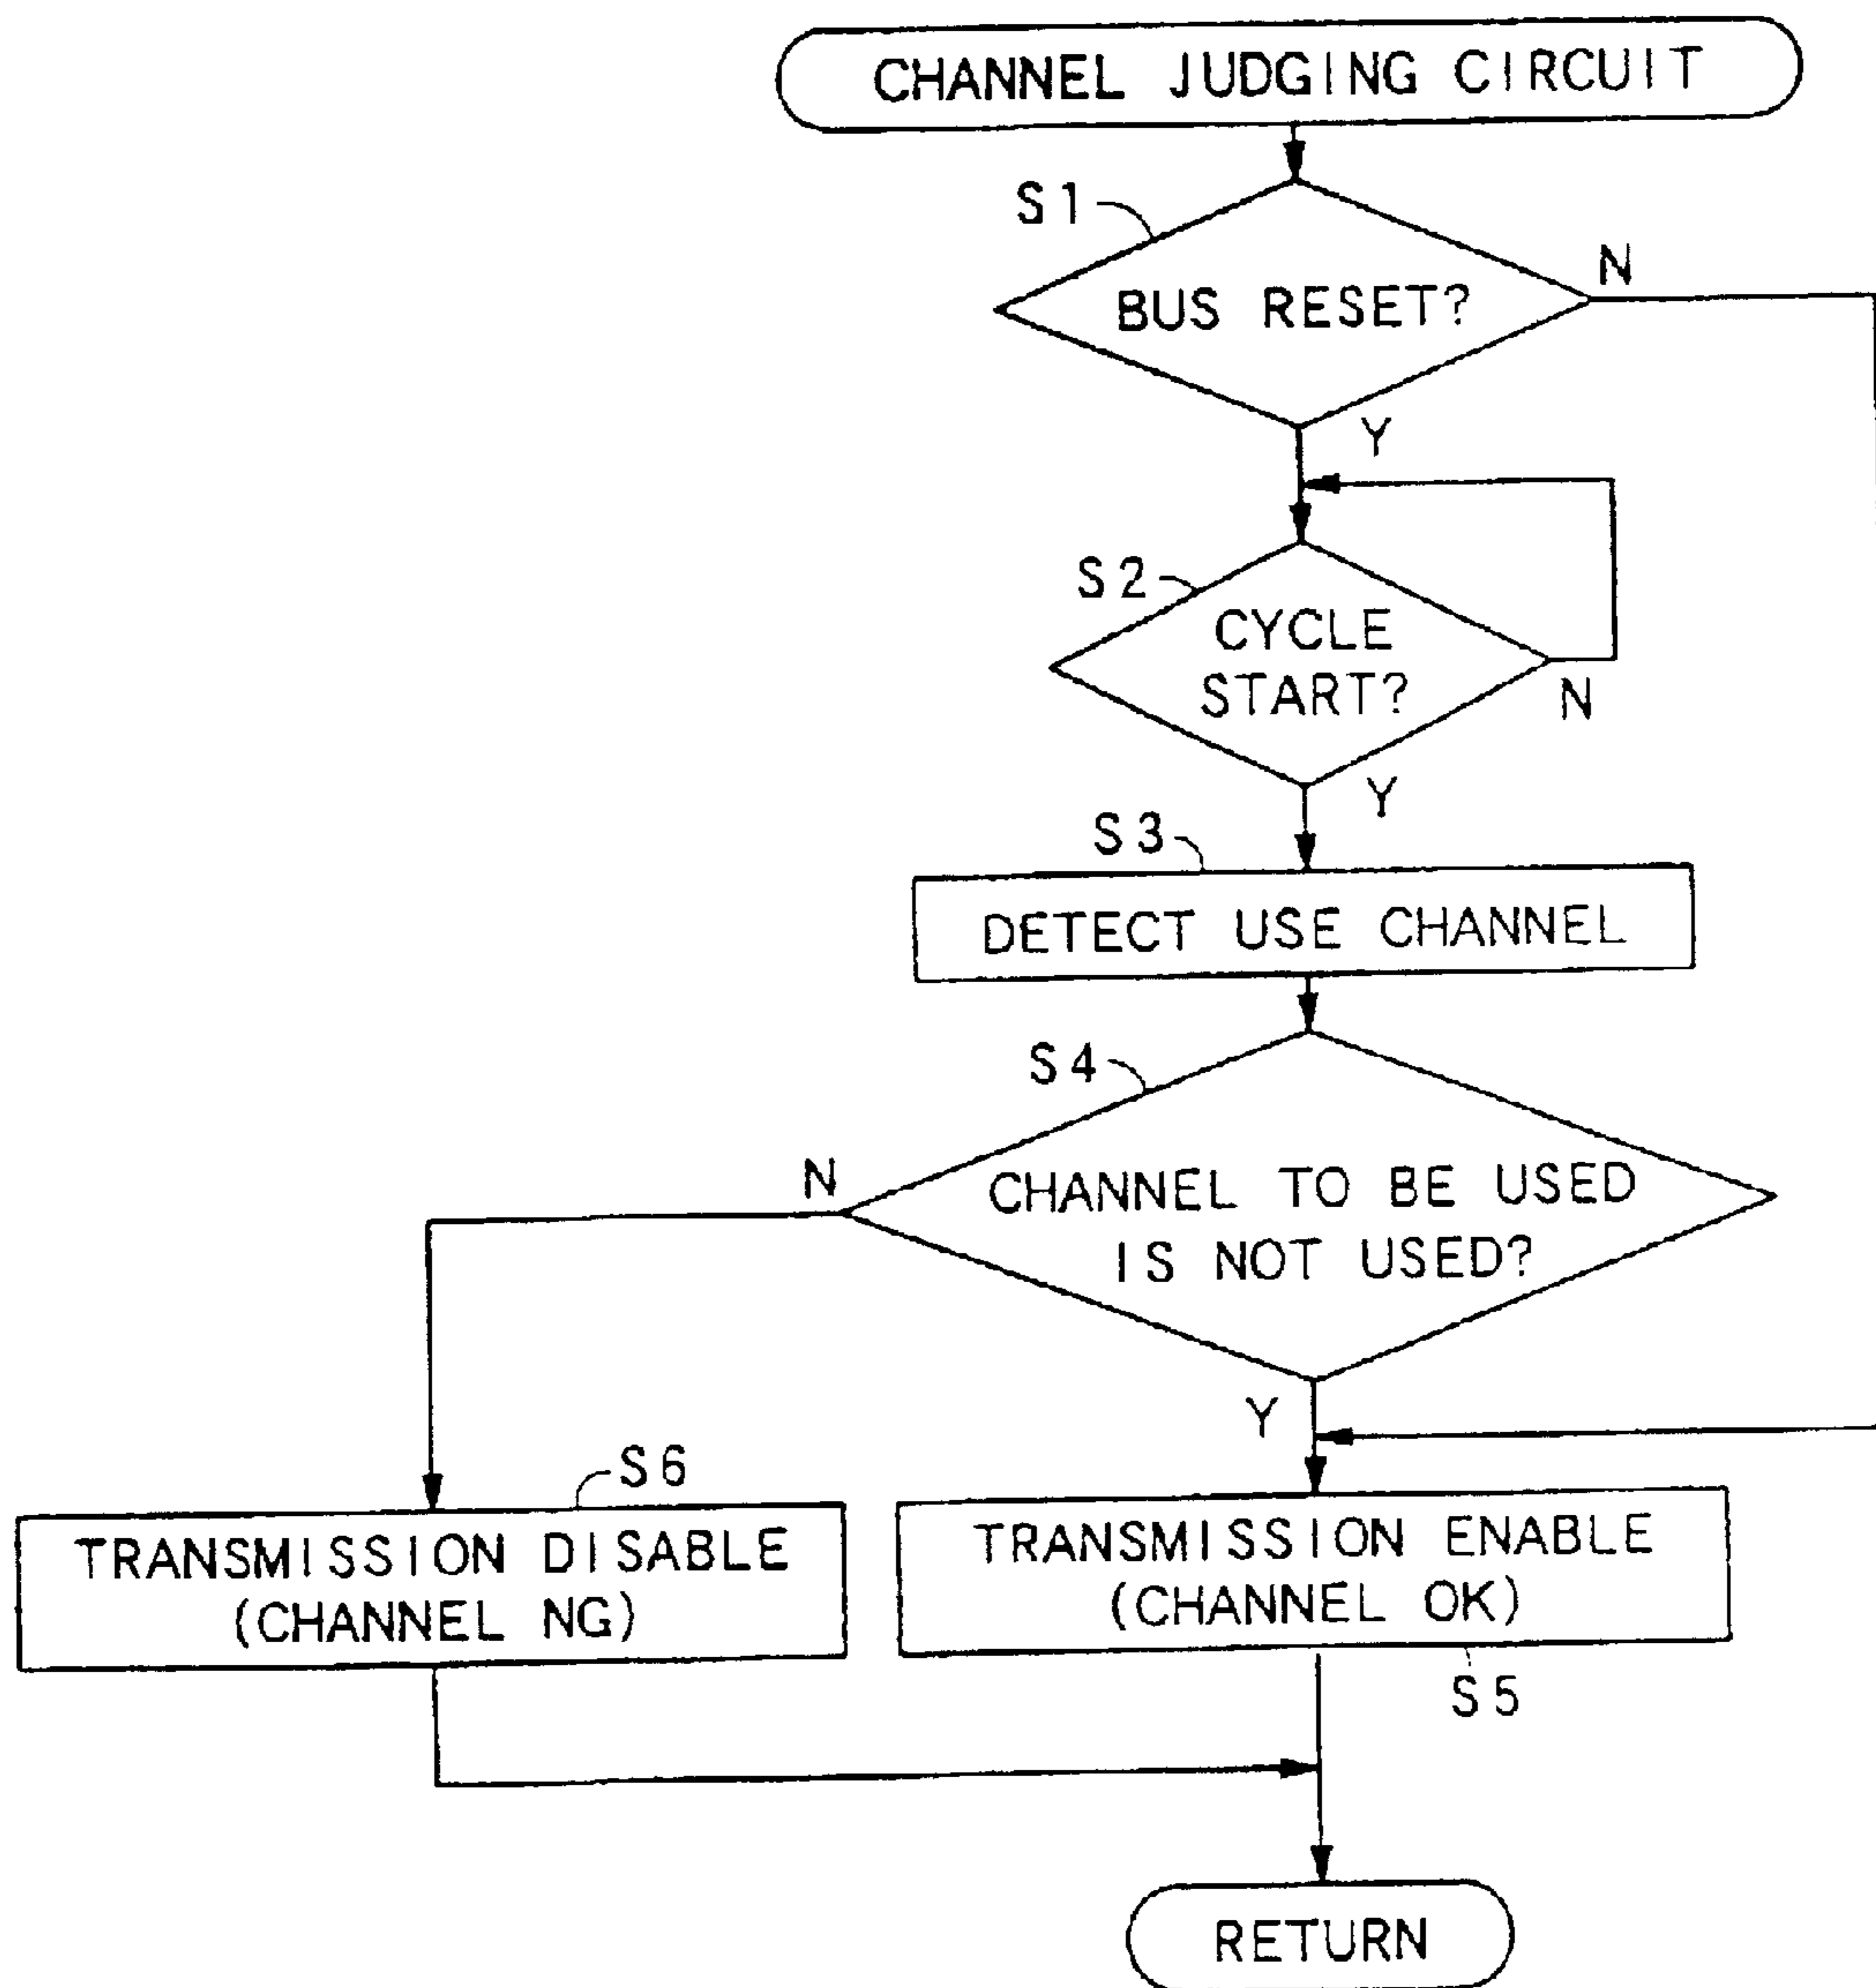 CHANNEL JUDGING CIRCUIT
S1
BUS RESET?
N
Y
S2
CYCLE
START?
N
Y
S3
DETECT USE CHANNEL
S4
N
CHANNEL TO BE USED
IS NOT USED?
Y
S6
TRANSMISSION DISABLE
(CHANNEL NG)
TRANSMISSION ENABLE
(CHANNEL OK)
S5
RETURN